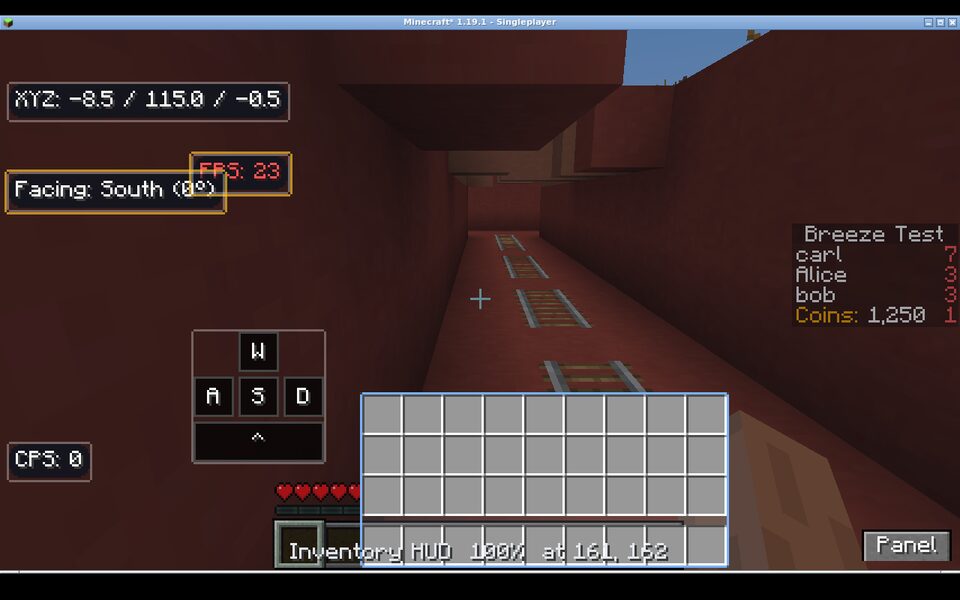 Minecraft* 1.19.1 - Singleplayer
XYZ: -8.5 / 115.0 / -0.5
FPS: 23
Facing: South (0°)
Breeze Test
carl 7
Alice 3
bob 3
Coins: 1,250 1
W
A S D
^
CPS: 0
Inventory HUD 100% at 161, 162
Panel